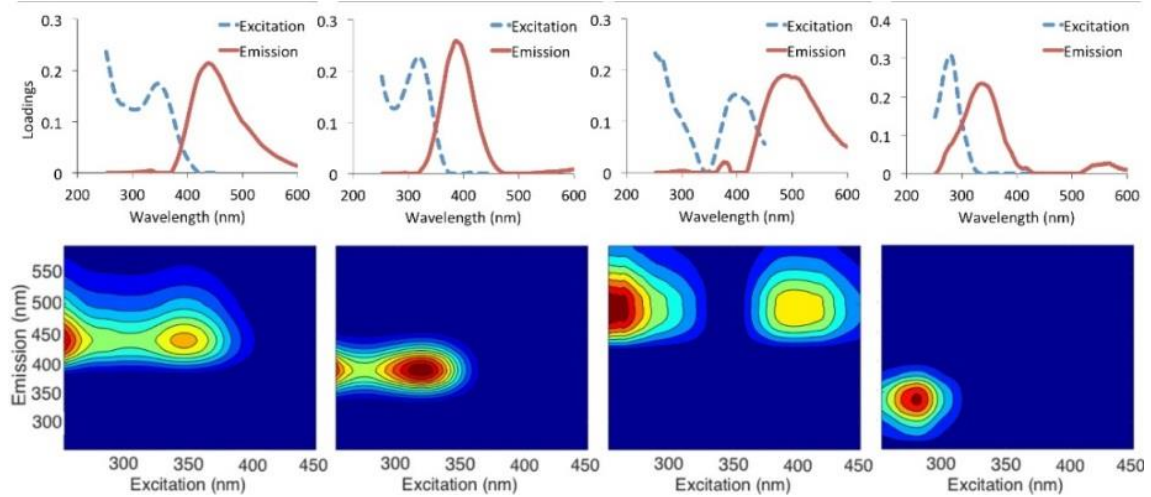 0.3 Excitation 0.3 Excitation 0.3 Excitation 0.4 Excitation
Emission Emission Emission Emission
0.2 0.2 0.2 0.3
Loadings
0.2
0.1 0.1 0.1 0.1
0 0 0 0
200 300 400 500 600 200 300 400 500 600 200 300 400 500 600 200 300 400 500 600
Wavelength (nm) Wavelength (nm) Wavelength (nm) Wavelength (nm)
Emission (nm)
550
500
450
400
350
300
300 350 400 450 300 350 400 450 300 350 400 450 300 350 400 450
Excitation (nm) Excitation (nm) Excitation (nm) Excitation (nm)